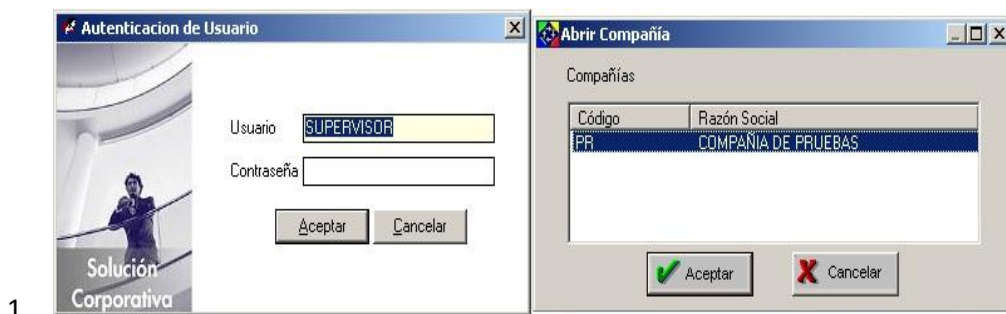 Autenticacion de Usuario
Usuario SUPERVISOR
Contraseña
Aceptar Cancelar
Solución
Corporativa
Abrir Compañía
Compañías
Código Razón Social
PR COMPAÑIA DE PRUEBAS
Aceptar Cancelar
1